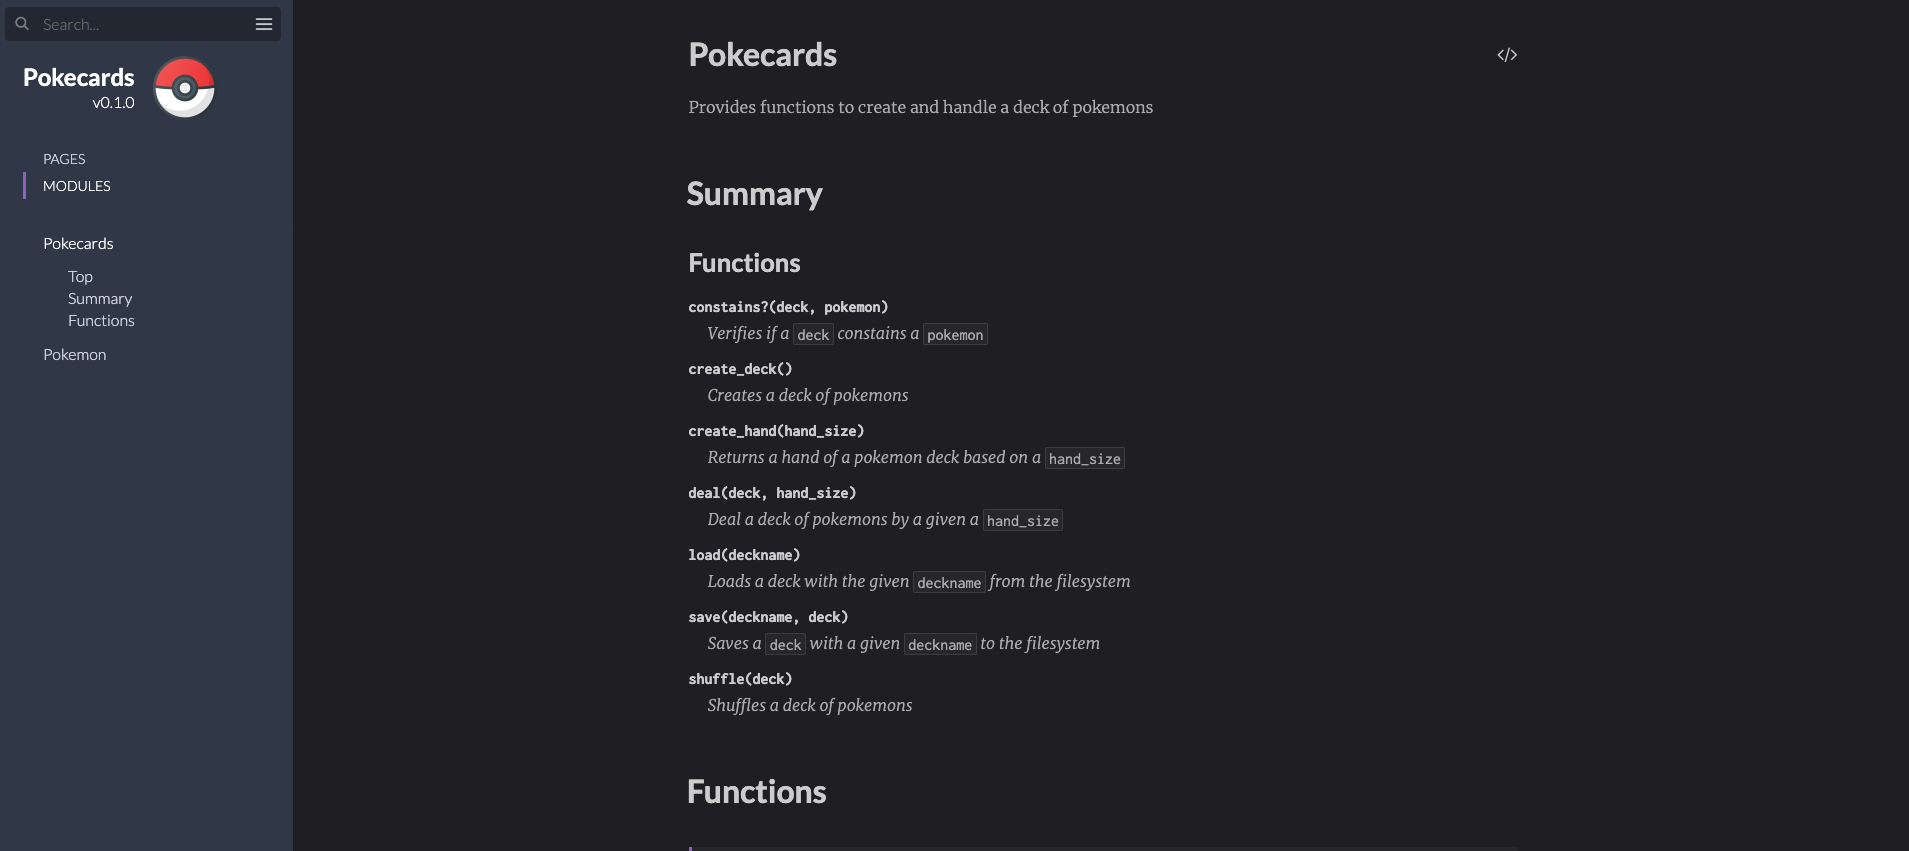 Search...
Pokecards
v0.1.0
PAGES
MODULES
Pokecards
Top
Summary
Functions
Pokemon
Pokecards
</>
Provides functions to create and handle a deck of pokemons
Summary
Functions
constains?(deck, pokemon)
Verifies if a deck constains a pokemon
create_deck()
Creates a deck of pokemons
create_hand(hand_size)
Returns a hand of a pokemon deck based on a hand_size
deal(deck, hand_size)
Deal a deck of pokemons by a given a hand_size
load(deckname)
Loads a deck with the given deckname from the filesystem
save(deckname, deck)
Saves a deck with a given deckname to the filesystem
shuffle(deck)
Shuffles a deck of pokemons
Functions